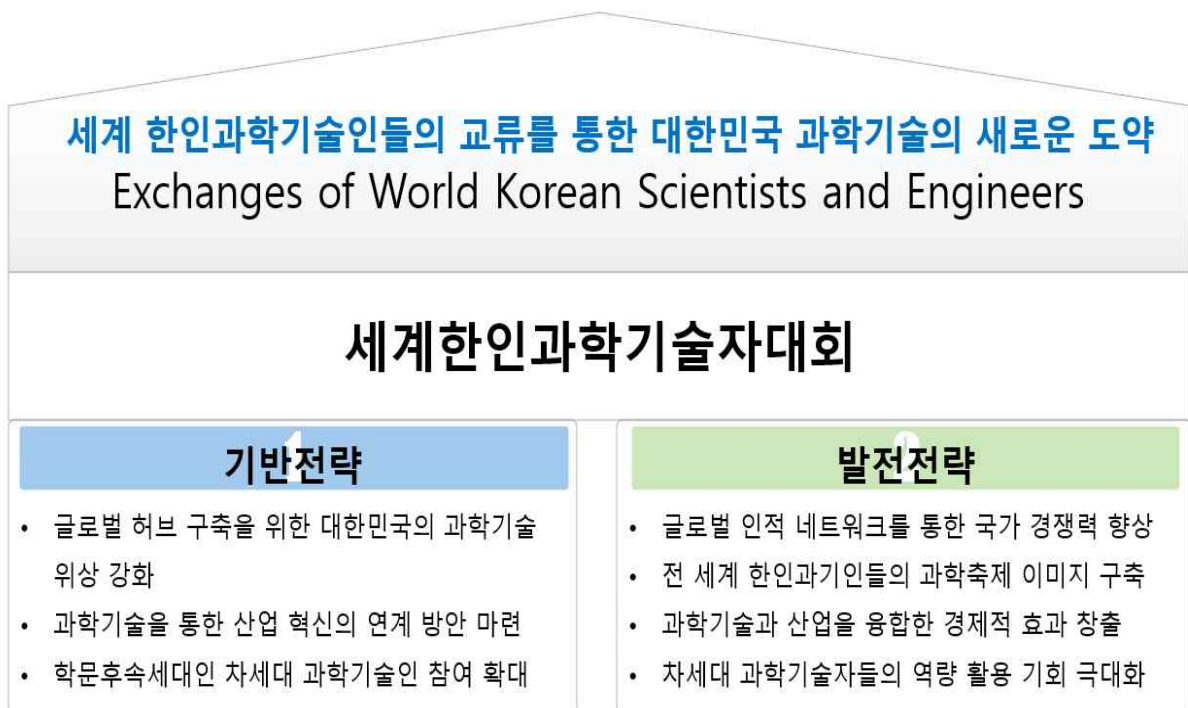 세계 한인과학기술인들의 교류를 통한 대한민국 과학기술의 새로운 도약
Exchanges of World Korean Scientists and Engineers
세계한인과학기술자대회
1
기반전략
• 글로벌 허브 구축을 위한 대한민국의 과학기술
위상 강화
• 과학기술을 통한 산업 혁신의 연계 방안 마련
• 학문후속세대인 차세대 과학기술인 참여 확대
2
발전전략
• 글로벌 인적 네트워크를 통한 국가 경쟁력 향상
• 전 세계 한인과기인들의 과학축제 이미지 구축
• 과학기술과 산업을 융합한 경제적 효과 창출
• 차세대 과학기술자들의 역량 활용 기회 극대화